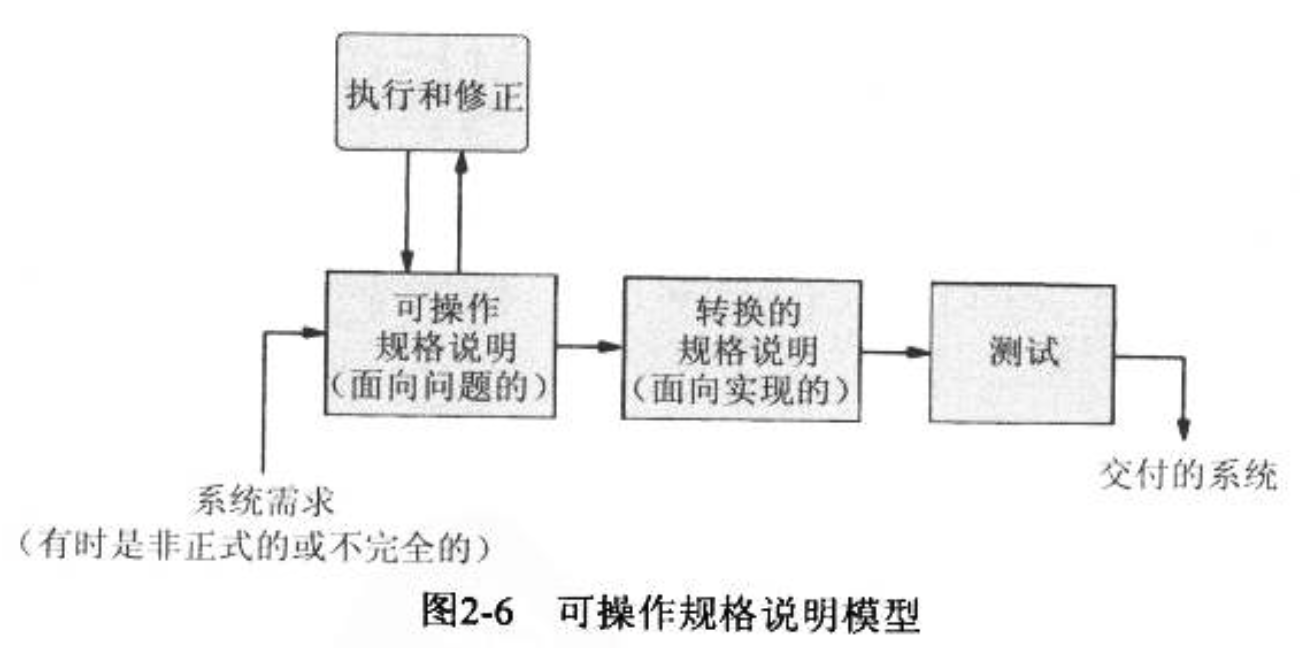 执行和修正
可操作
规格说明
（面向问题的）
转换的
规格说明
（面向实现的）
测试
交付的系统
系统需求
（有时是非正式的或不完全的）
图2-6 可操作规格说明模型